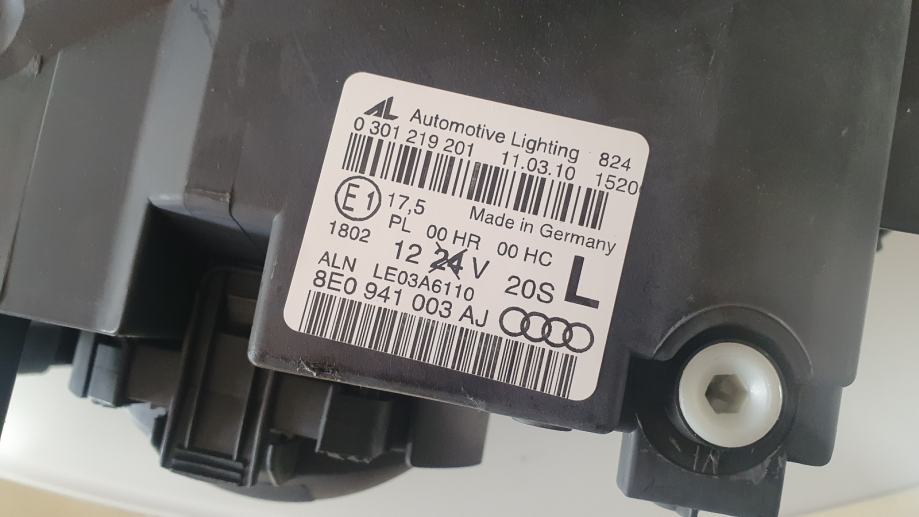 AL Automotive Lighting 824
0 301 219 201 11.03.10 1520
E1 17,5 Made in Germany
1802 PL 00 HR 00 HC
12 24 V 20S L
ALN LE03A6110
8E0 941 003 AJ